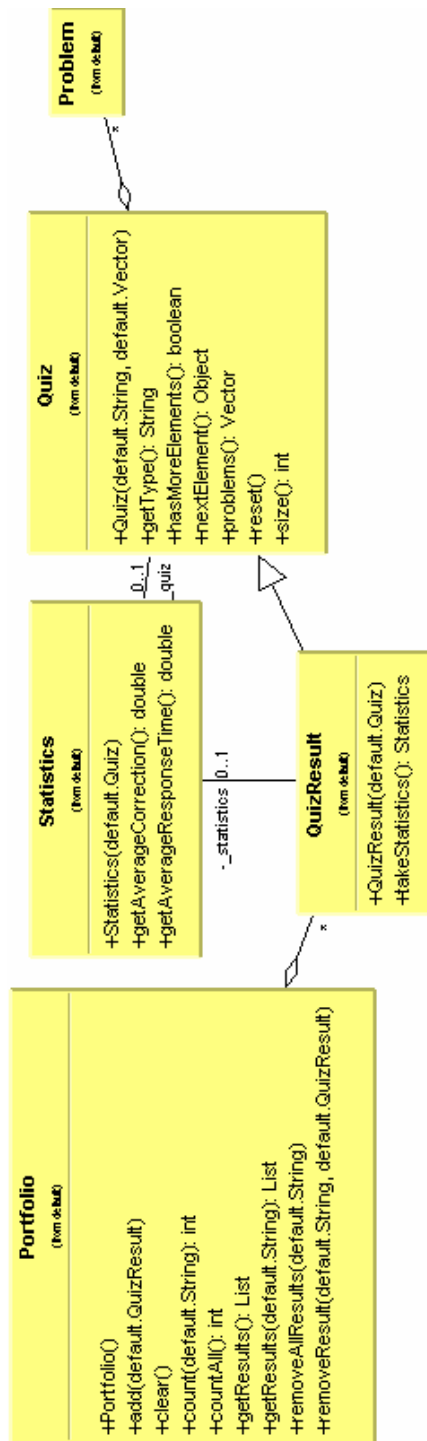 Portfolio
(from default)
+Portfolio()
+add(default.QuizResult)
+clear()
+count(default.String): int
+countAll(): int
+getResults(): List
+getResults(default.String): List
+removeAllResults(default.String)
+removeResult(default.String, default.QuizResult)
Statistics
(from default)
+Statistics(default.Quiz)
+getAverageCorrection(): double
+getAverageResponseTime(): double
-_statistics 0..1
*
QuizResult
(from default)
+QuizResult(default.Quiz)
+takeStatistics(): Statistics
0..1
_quiz
Quiz
(from default)
+Quiz(default.String, default.Vector)
+getType(): String
+hasMoreElements(): boolean
+nextElement(): Object
+problems(): Vector
+reset()
+size(): int
*
Problem
(from default)